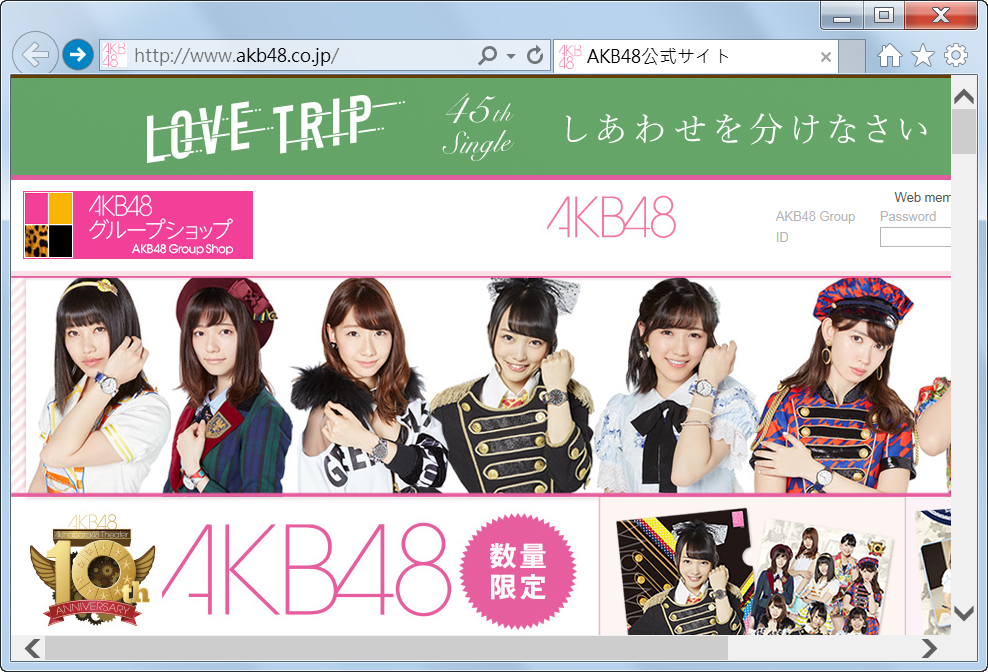 http://www.akb48.co.jp/
AKB48公式サイト
LOVE TRIP
45th
Single
しあわせを分けなさい
AKB48
グループショップ
AKB48 Group Shop
AKB48
Web mem
AKB48 Group
ID
Password
AKB48
Akihabara48 Theater
10th
ANNIVERSARY
AKB48
数量
限定